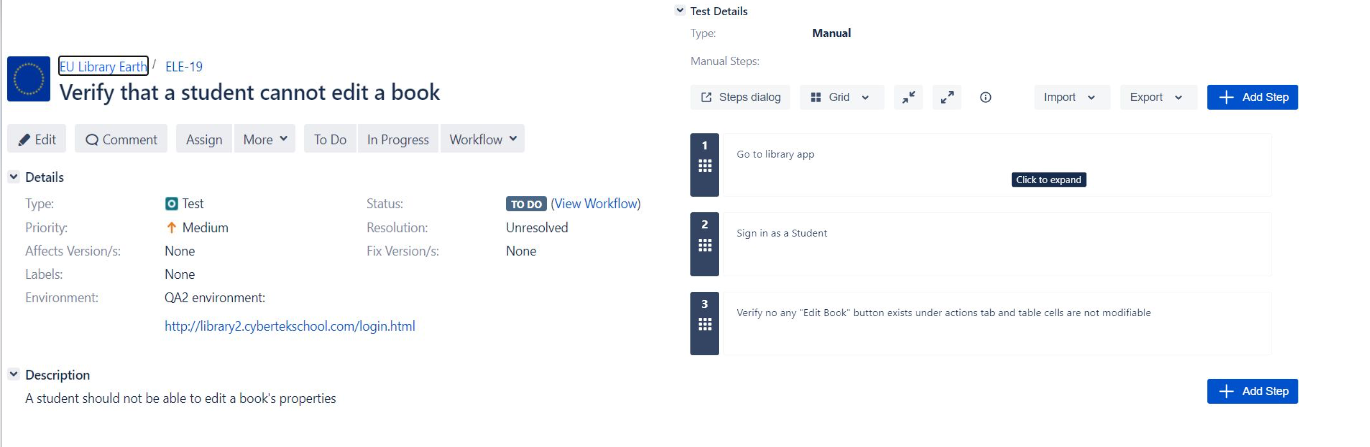 EU Library Earth / ELE-19
Verify that a student cannot edit a book
Edit Comment Assign More To Do In Progress Workflow
Details
Type: Test Status: TO DO (View Workflow)
Priority: Medium Resolution: Unresolved
Affects Version/s: None Fix Version/s: None
Labels: None
Environment: QA2 environment:
http://library2.cybertekschool.com/login.html
Description
A student should not be able to edit a book's properties
Test Details
Type: Manual
Manual Steps:
Steps dialog Grid Import Export Add Step
1
Go to library app
Click to expand
2
Sign in as a Student
3
Verify no any "Edit Book" button exists under actions tab and table cells are not modifiable
Add Step